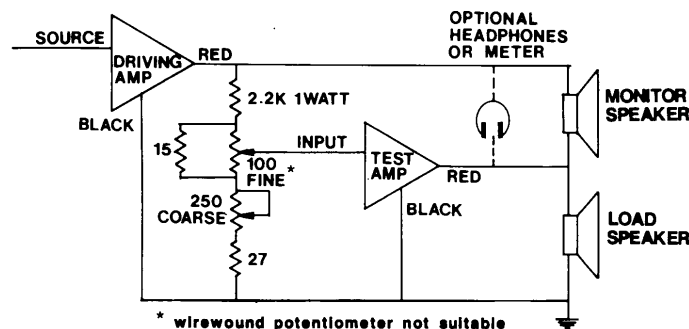 SOURCE
DRIVING
AMP
RED
BLACK
2.2K 1WATT
15
100
FINE*
250
COARSE
27
INPUT
TEST
AMP
RED
BLACK
OPTIONAL
HEADPHONES
OR METER
MONITOR
SPEAKER
LOAD
SPEAKER
* wirewound potentiometer not suitable